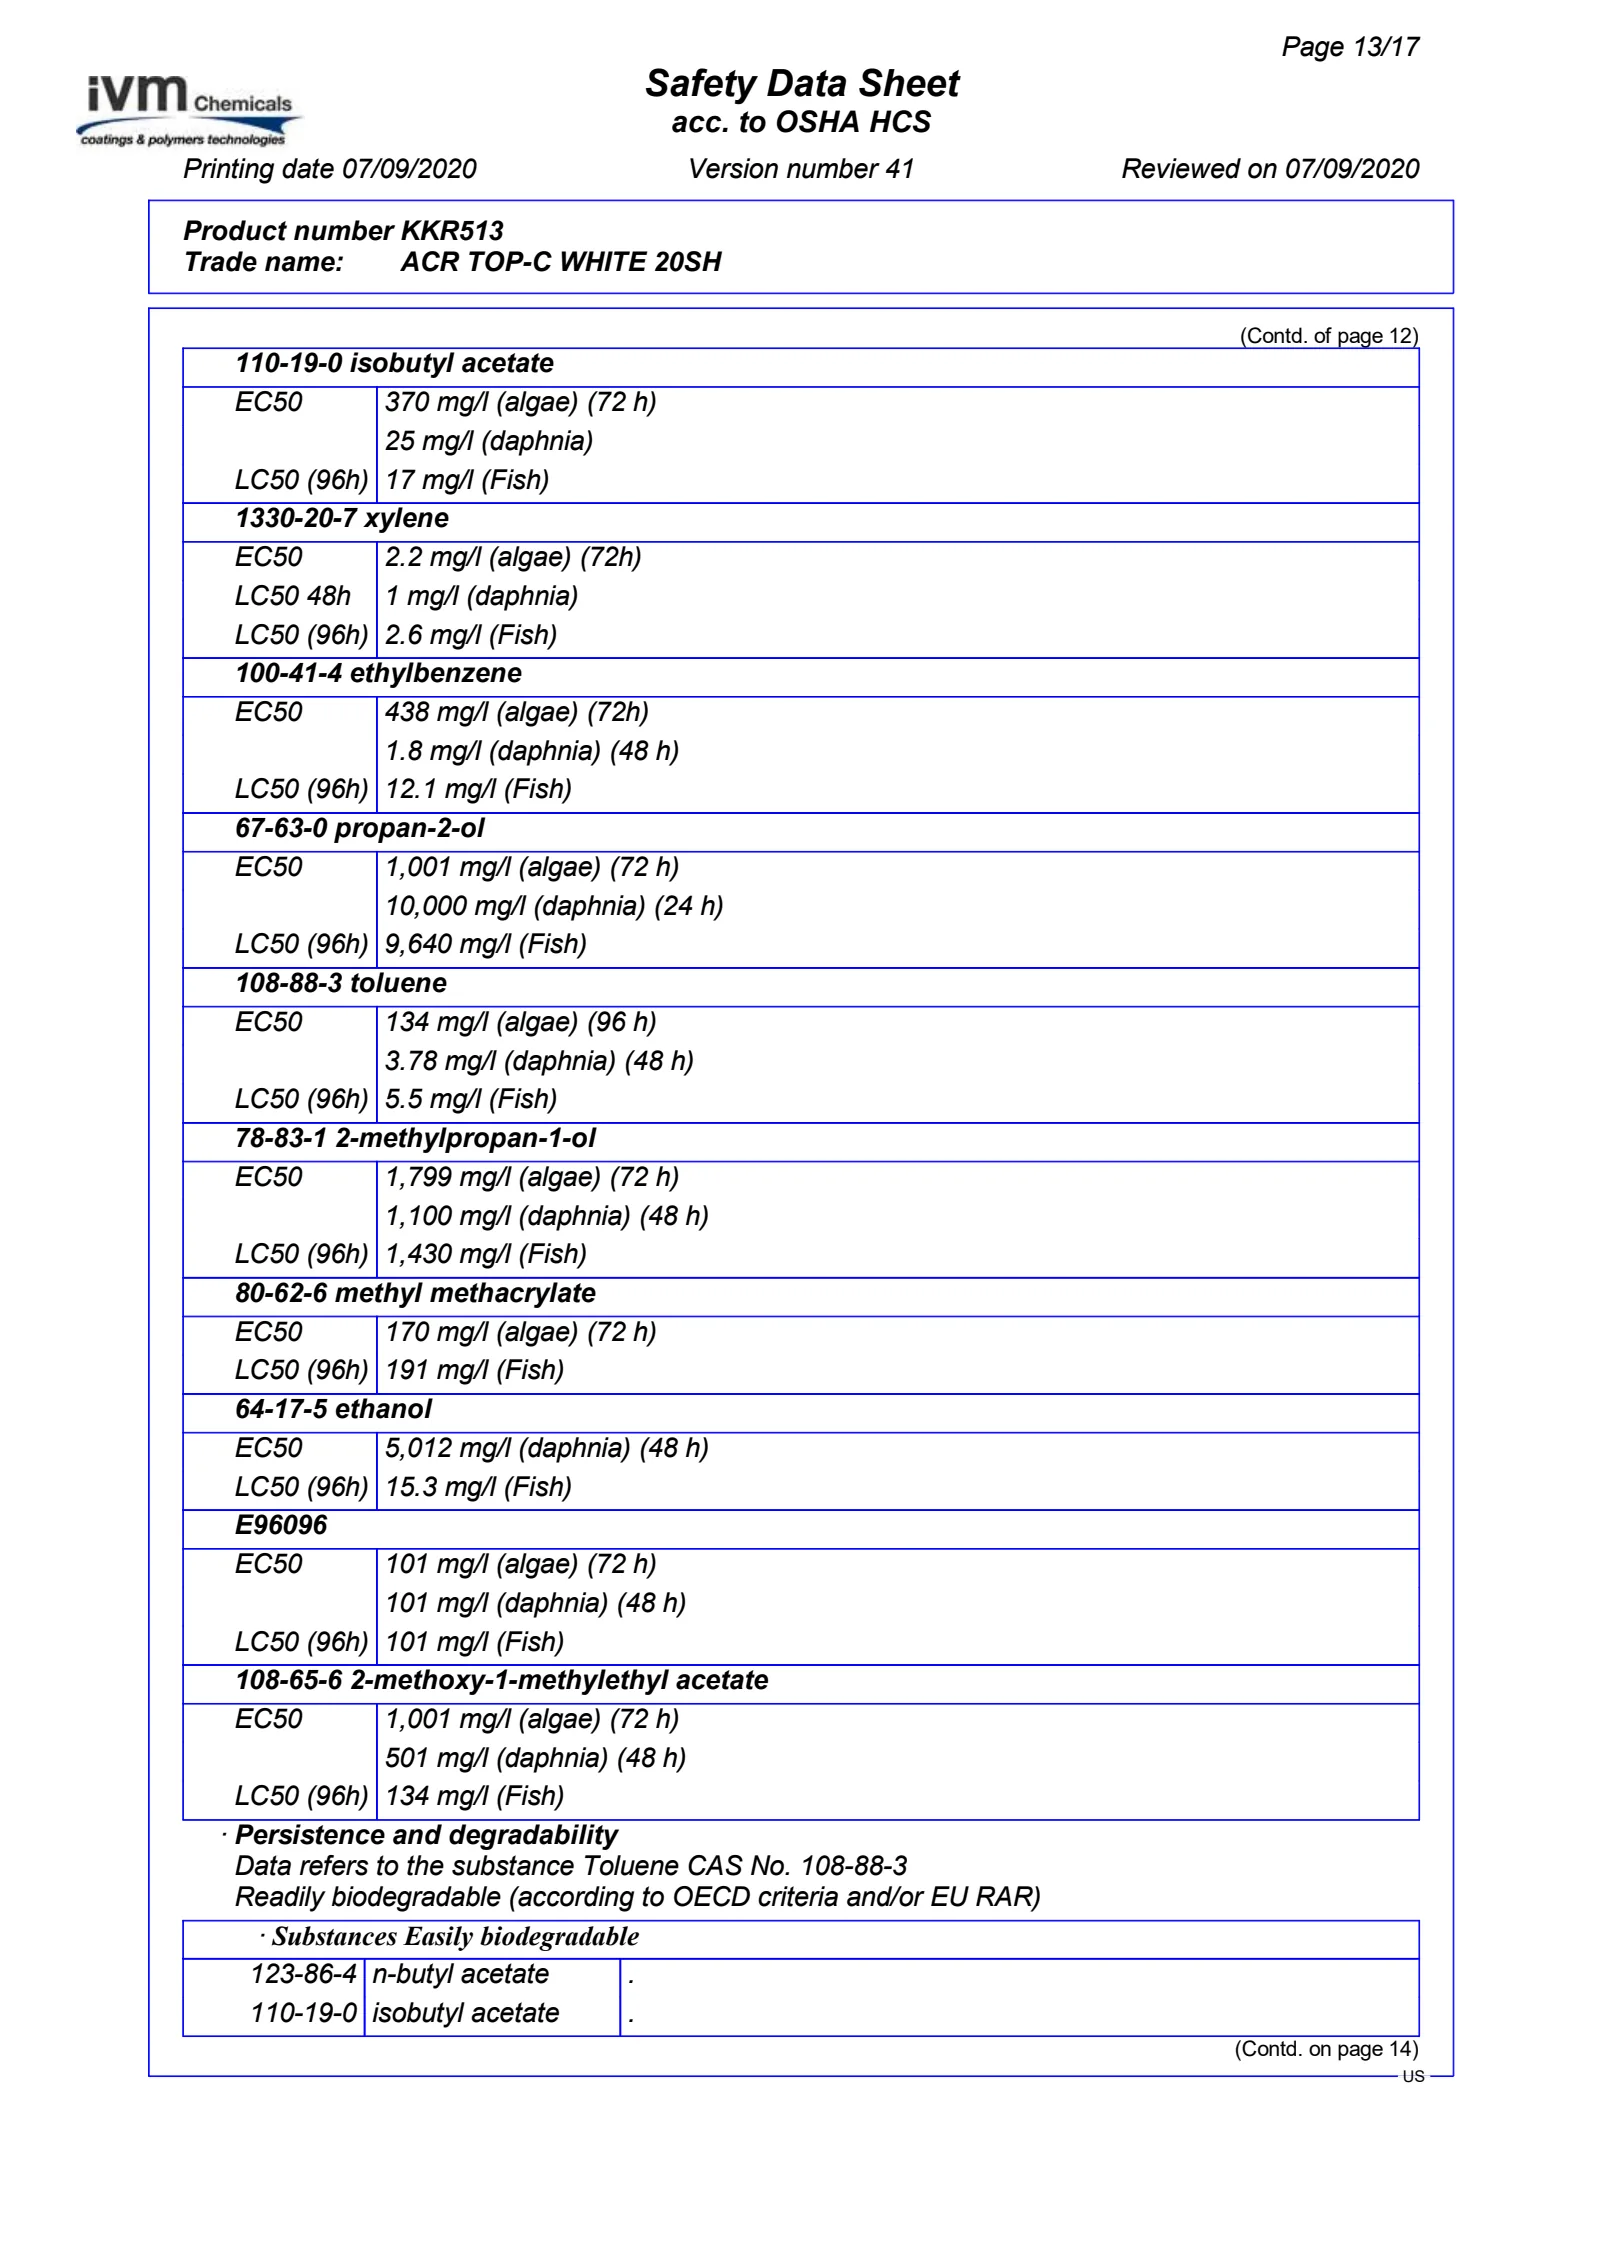 Page 13/17
ivm Chemicals
coatings & polymers technologies
Safety Data Sheet
acc. to OSHA HCS
Printing date 07/09/2020 Version number 41 Reviewed on 07/09/2020
Product number KKR513
Trade name: ACR TOP-C WHITE 20SH
(Contd. of page 12)
110-19-0 isobutyl acetate
EC50 370 mg/l (algae) (72 h)
25 mg/l (daphnia)
LC50 (96h) 17 mg/l (Fish)
1330-20-7 xylene
EC50 2.2 mg/l (algae) (72h)
LC50 48h 1 mg/l (daphnia)
LC50 (96h) 2.6 mg/l (Fish)
100-41-4 ethylbenzene
EC50 438 mg/l (algae) (72h)
1.8 mg/l (daphnia) (48 h)
LC50 (96h) 12.1 mg/l (Fish)
67-63-0 propan-2-ol
EC50 1,001 mg/l (algae) (72 h)
10,000 mg/l (daphnia) (24 h)
LC50 (96h) 9,640 mg/l (Fish)
108-88-3 toluene
EC50 134 mg/l (algae) (96 h)
3.78 mg/l (daphnia) (48 h)
LC50 (96h) 5.5 mg/l (Fish)
78-83-1 2-methylpropan-1-ol
EC50 1,799 mg/l (algae) (72 h)
1,100 mg/l (daphnia) (48 h)
LC50 (96h) 1,430 mg/l (Fish)
80-62-6 methyl methacrylate
EC50 170 mg/l (algae) (72 h)
LC50 (96h) 191 mg/l (Fish)
64-17-5 ethanol
EC50 5,012 mg/l (daphnia) (48 h)
LC50 (96h) 15.3 mg/l (Fish)
E96096
EC50 101 mg/l (algae) (72 h)
101 mg/l (daphnia) (48 h)
LC50 (96h) 101 mg/l (Fish)
108-65-6 2-methoxy-1-methylethyl acetate
EC50 1,001 mg/l (algae) (72 h)
501 mg/l (daphnia) (48 h)
LC50 (96h) 134 mg/l (Fish)
· Persistence and degradability
Data refers to the substance Toluene CAS No. 108-88-3
Readily biodegradable (according to OECD criteria and/or EU RAR)
· Substances Easily biodegradable
123-86-4 n-butyl acetate .
110-19-0 isobutyl acetate .
(Contd. on page 14)
US